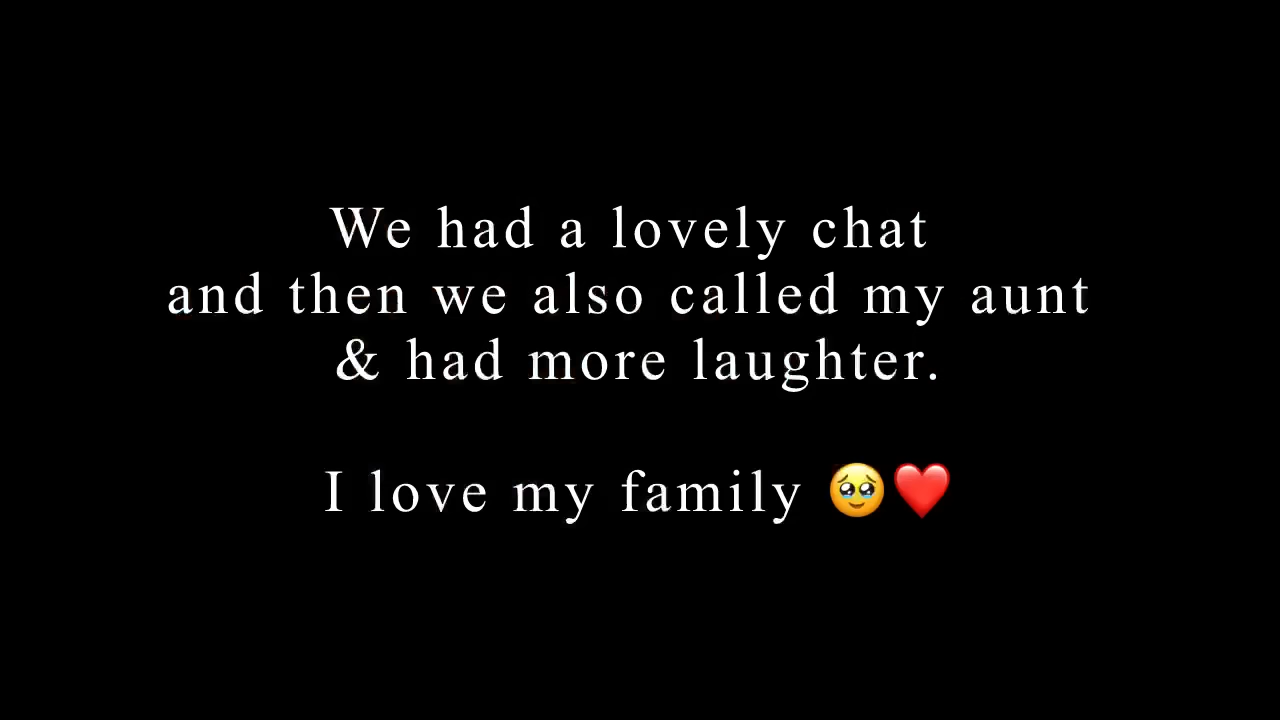 We had a lovely chat
and then we also called my aunt
& had more laughter.
I love my family 🥹❤️